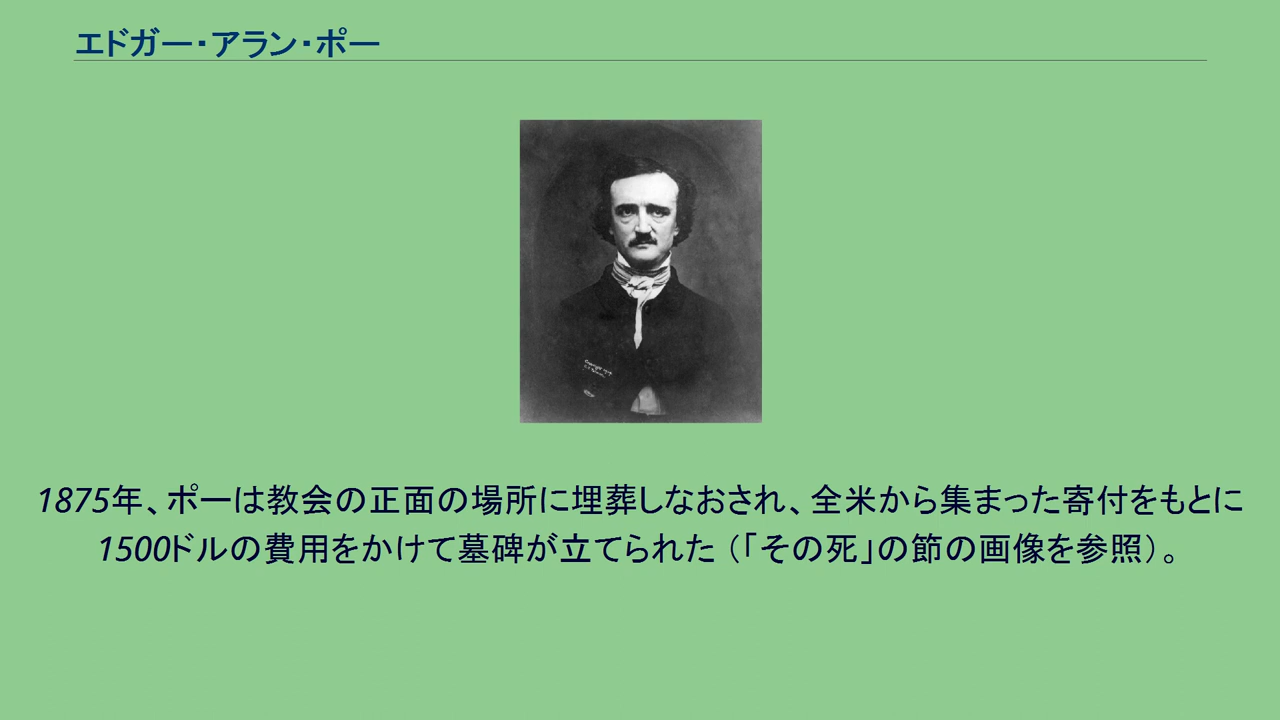 エドガー・アラン・ポー
1875年、ポーは教会の正面の場所に埋葬しなおされ、全米から集まった寄付をもとに
1500ドルの費用をかけて墓碑が立てられた（「その死」の節の画像を参照）。